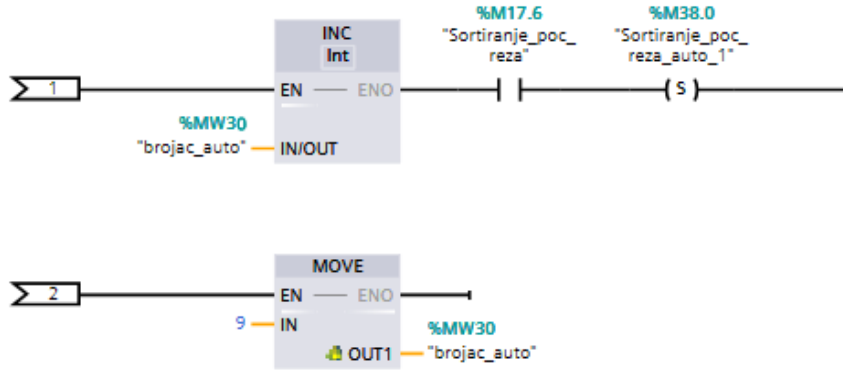 %M17.6 %M38.0
INC "Sortiranje_poc_ "Sortiranje_poc_
Int reza" reza_auto_1"
1 EN ENO S
%MW30
"brojac_auto" IN/OUT
MOVE
2 EN ENO
9 IN %MW30
OUT1 "brojac_auto"